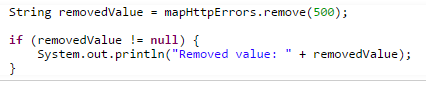 String removedValue = mapHttpErrors.remove(500);
if (removedValue != null) {
System.out.println("Removed value: " + removedValue);
}